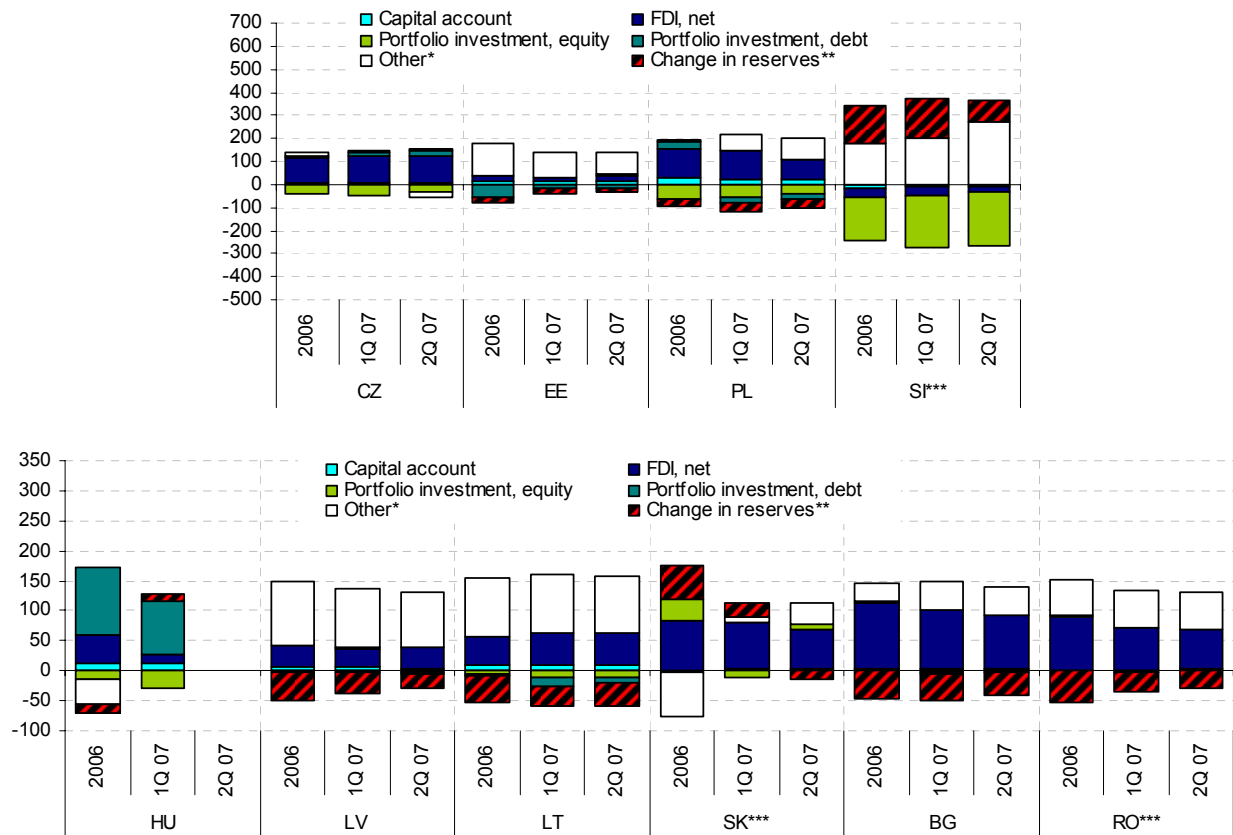 700
600
500
400
300
200
100
0
-100
-200
-300
-400
-500
Capital account
FDI, net
Portfolio investment, equity
Portfolio investment, debt
Other*
Change in reserves**
2006
1Q 07
2Q 07
2006
1Q 07
2Q 07
2006
1Q 07
2Q 07
2006
1Q 07
2Q 07
CZ
EE
PL
SI***
350
300
250
200
150
100
50
0
-50
-100
Capital account
FDI, net
Portfolio investment, equity
Portfolio investment, debt
Other*
Change in reserves**
2006
1Q 07
2Q 07
2006
1Q 07
2Q 07
2006
1Q 07
2Q 07
2006
1Q 07
2Q 07
2006
1Q 07
2Q 07
2006
1Q 07
2Q 07
HU
LV
LT
SK***
BG
RO***